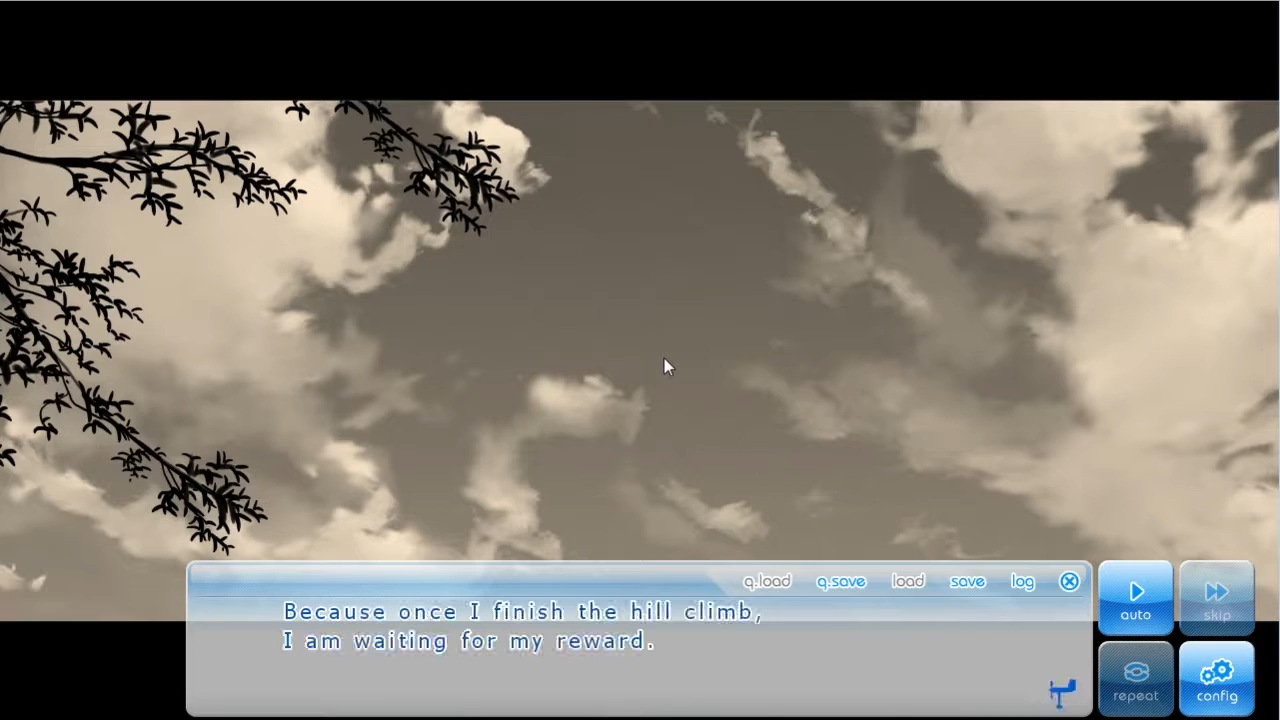 q.load q.save load save log
Because once I finish the hill climb,
I am waiting for my reward.
auto
skip
repeat
config